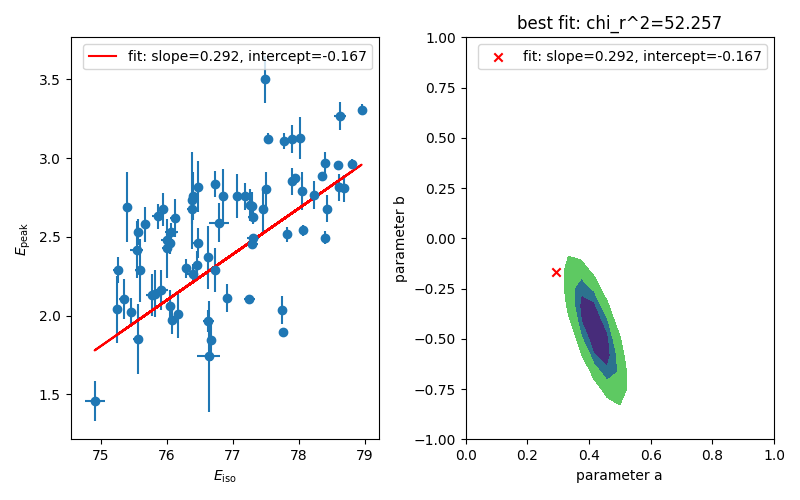 best fit: chi_r^2=52.257
fit: slope=0.292, intercept=-0.167
fit: slope=0.292, intercept=-0.167
3.5
3.0
2.5
2.0
1.5
E_peak
75 76 77 78 79
E_iso
1.00
0.75
0.50
0.25
0.00
−0.25
−0.50
−0.75
−1.00
parameter b
0.0 0.2 0.4 0.6 0.8 1.0
parameter a